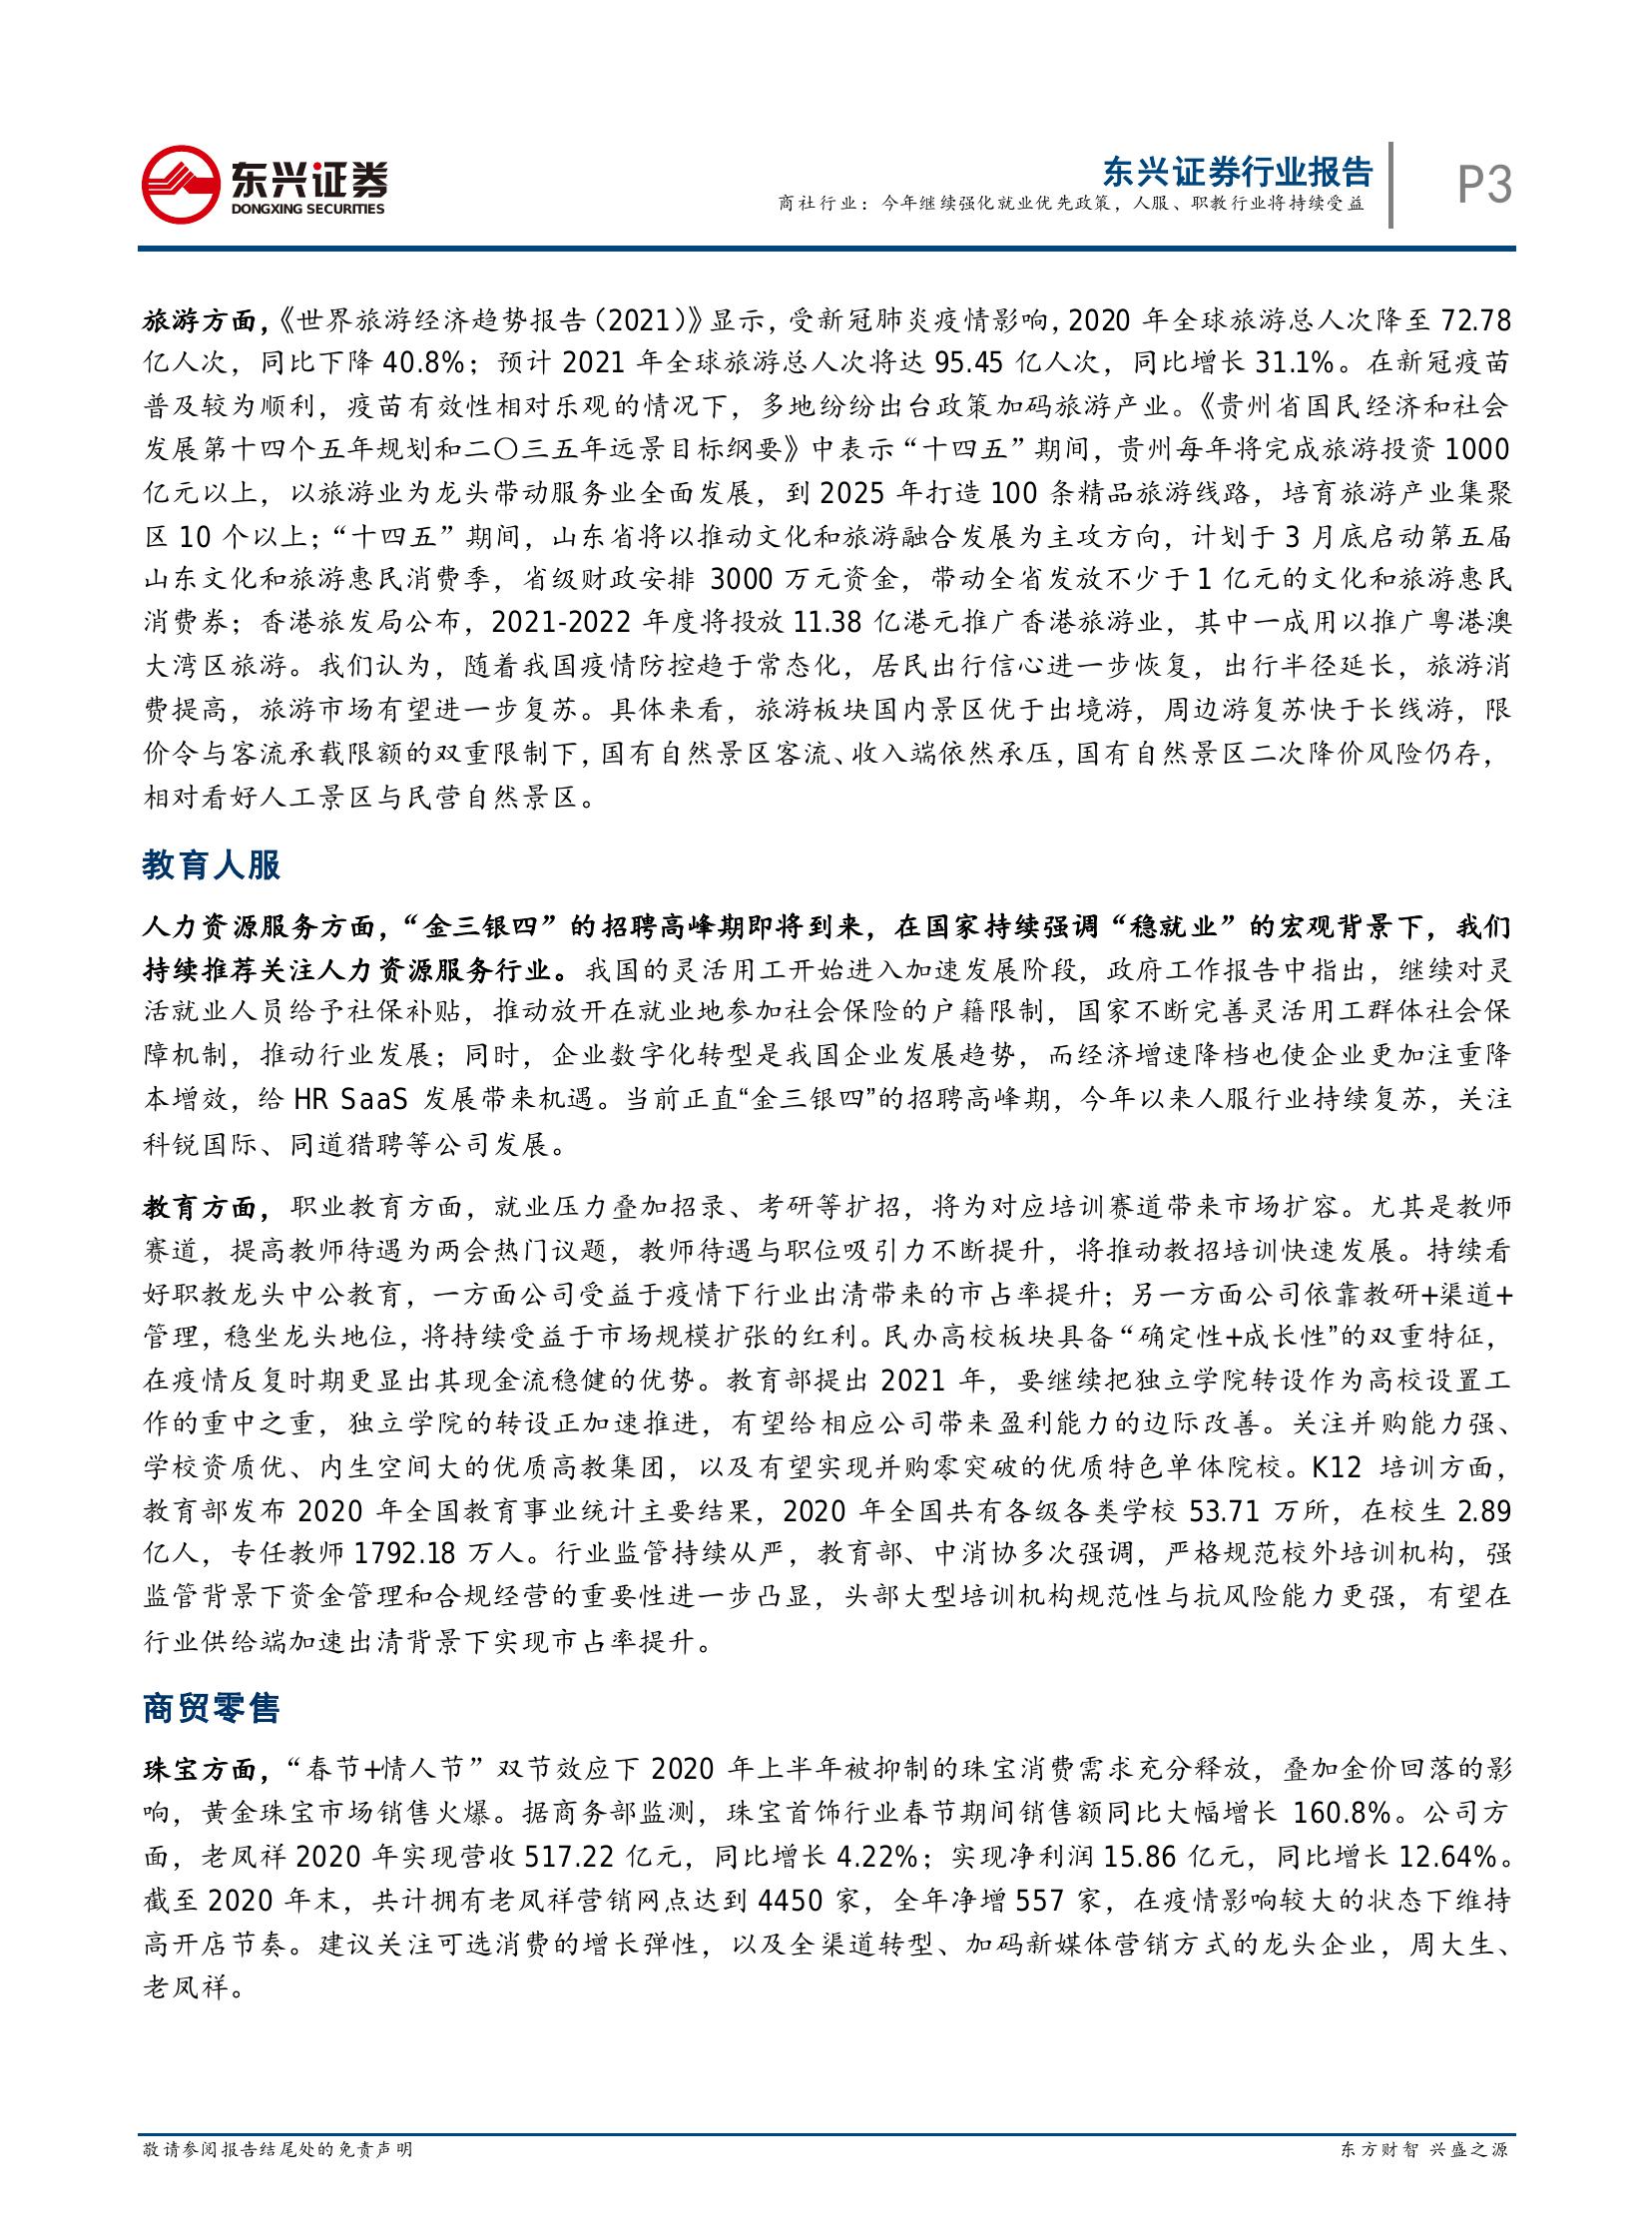 东兴证券
DONGXING SECURITIES
东兴证券行业报告
商社行业：今年继续强化就业优先政策，人服、职教行业将持续受益
P3
旅游方面，《世界旅游经济趋势报告（2021）》显示，受新冠肺炎疫情影响，2020 年全球旅游总人次降至 72.78
亿人次，同比下降 40.8%；预计 2021 年全球旅游总人次将达 95.45 亿人次，同比增长 31.1%。在新冠疫苗
普及较为顺利，疫苗有效性相对乐观的情况下，多地纷纷出台政策加码旅游产业。《贵州省国民经济和社会
发展第十四个五年规划和二〇三五年远景目标纲要》中表示“十四五”期间，贵州每年将完成旅游投资 1000
亿元以上，以旅游业为龙头带动服务业全面发展，到 2025 年打造 100 条精品旅游线路，培育旅游产业集聚
区 10 个以上；“十四五”期间，山东省将以推动文化和旅游融合发展为主攻方向，计划于 3 月底启动第五届
山东文化和旅游惠民消费季，省级财政安排 3000 万元资金，带动全省发放不少于 1 亿元的文化和旅游惠民
消费券；香港旅发局公布，2021-2022 年度将投放 11.38 亿港元推广香港旅游业，其中一成用以推广粤港澳
大湾区旅游。我们认为，随着我国疫情防控趋于常态化，居民出行信心进一步恢复，出行半径延长，旅游消
费提高，旅游市场有望进一步复苏。具体来看，旅游板块国内景区优于出境游，周边游复苏快于长线游，限
价令与客流承载限额的双重限制下，国有自然景区客流、收入端依然承压，国有自然景区二次降价风险仍存，
相对看好人工景区与民营自然景区。
教育人服
人力资源服务方面，“金三银四”的招聘高峰期即将到来，在国家持续强调“稳就业”的宏观背景下，我们
持续推荐关注人力资源服务行业。我国的灵活用工开始进入加速发展阶段，政府工作报告中指出，继续对灵
活就业人员给予社保补贴，推动放开在就业地参加社会保险的户籍限制，国家不断完善灵活用工群体社会保
障机制，推动行业发展；同时，企业数字化转型是我国企业发展趋势，而经济增速降档也使企业更加注重降
本增效，给 HR SaaS 发展带来机遇。当前正直“金三银四”的招聘高峰期，今年以来人服行业持续复苏，关注
科锐国际、同道猎聘等公司发展。
教育方面，职业教育方面，就业压力叠加招录、考研等扩招，将为对应培训赛道带来市场扩容。尤其是教师
赛道，提高教师待遇为两会热门议题，教师待遇与职位吸引力不断提升，将推动教招培训快速发展。持续看
好职教龙头中公教育，一方面公司受益于疫情下行业出清带来的市占率提升；另一方面公司依靠教研+渠道+
管理，稳坐龙头地位，将持续受益于市场规模扩张的红利。民办高校板块具备“确定性+成长性”的双重特征，
在疫情反复时期更显出其现金流稳健的优势。教育部提出 2021 年，要继续把独立学院转设作为高校设置工
作的重中之重，独立学院的转设正加速推进，有望给相应公司带来盈利能力的边际改善。关注并购能力强、
学校资质优、内生空间大的优质高教集团，以及有望实现并购零突破的优质特色单体院校。K12 培训方面，
教育部发布 2020 年全国教育事业统计主要结果，2020 年全国共有各级各类学校 53.71 万所，在校生 2.89
亿人，专任教师 1792.18 万人。行业监管持续从严，教育部、中消协多次强调，严格规范校外培训机构，强
监管背景下资金管理和合规经营的重要性进一步凸显，头部大型培训机构规范性与抗风险能力更强，有望在
行业供给端加速出清背景下实现市占率提升。
商贸零售
珠宝方面，“春节+情人节”双节效应下 2020 年上半年被抑制的珠宝消费需求充分释放，叠加金价回落的影
响，黄金珠宝市场销售火爆。据商务部监测，珠宝首饰行业春节期间销售额同比大幅增长 160.8%。公司方
面，老凤祥 2020 年实现营收 517.22 亿元，同比增长 4.22%；实现净利润 15.86 亿元，同比增长 12.64%。
截至 2020 年末，共计拥有老凤祥营销网点达到 4450 家，全年净增 557 家，在疫情影响较大的状态下维持
高开店节奏。建议关注可选消费的增长弹性，以及全渠道转型、加码新媒体营销方式的龙头企业，周大生、
老凤祥。
敬请参阅报告结尾处的免责声明
东方财智 兴盛之源